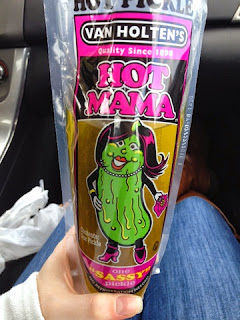 HOT PICKLE
VAN HOLTEN'S
Quality Since 1898
HOT
MAMA
one
"SASSY"
pickle